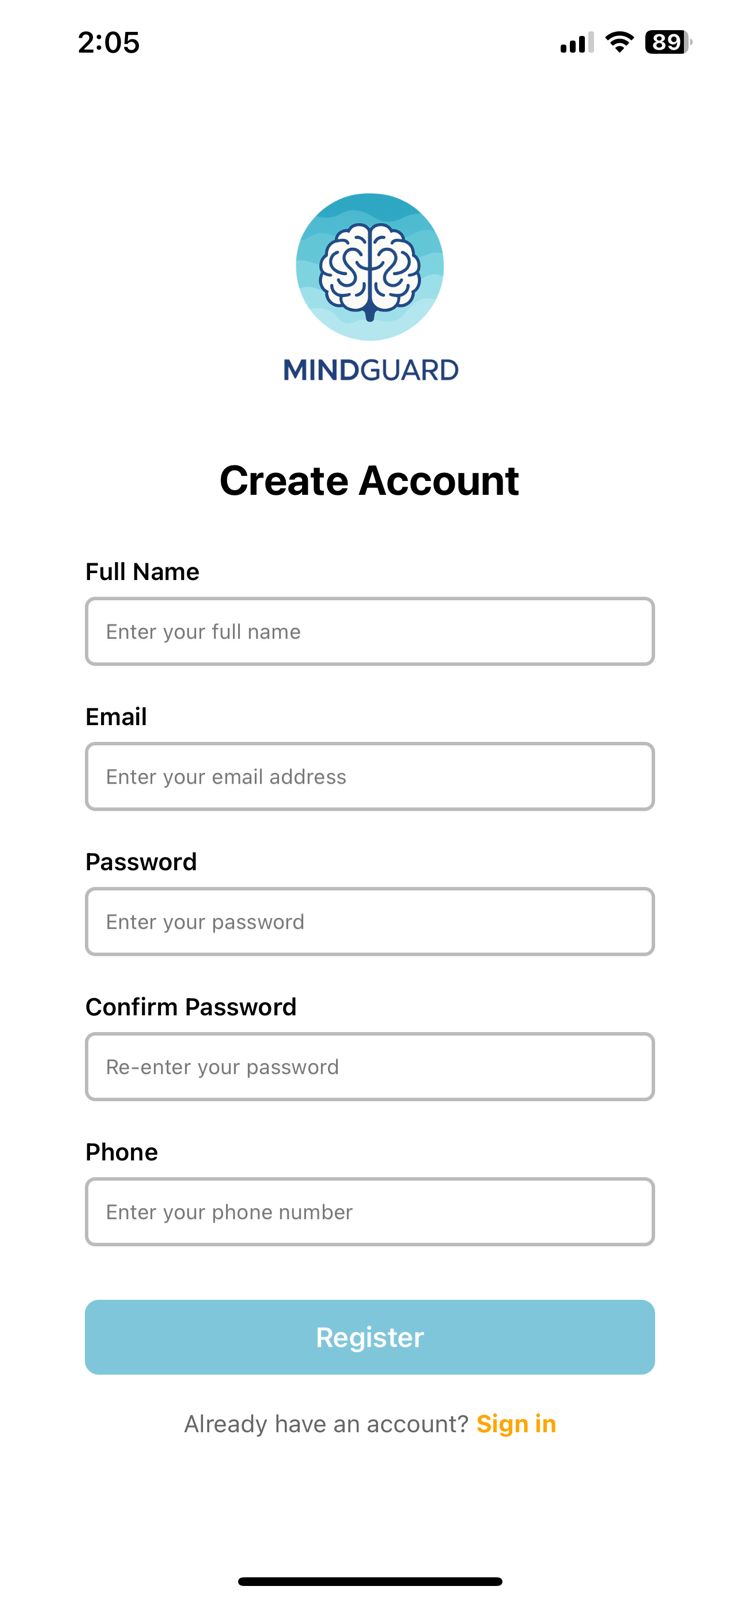 2:05
89
MINDGUARD
Create Account
Full Name
Enter your full name
Email
Enter your email address
Password
Enter your password
Confirm Password
Re-enter your password
Phone
Enter your phone number
Register
Already have an account? Sign in